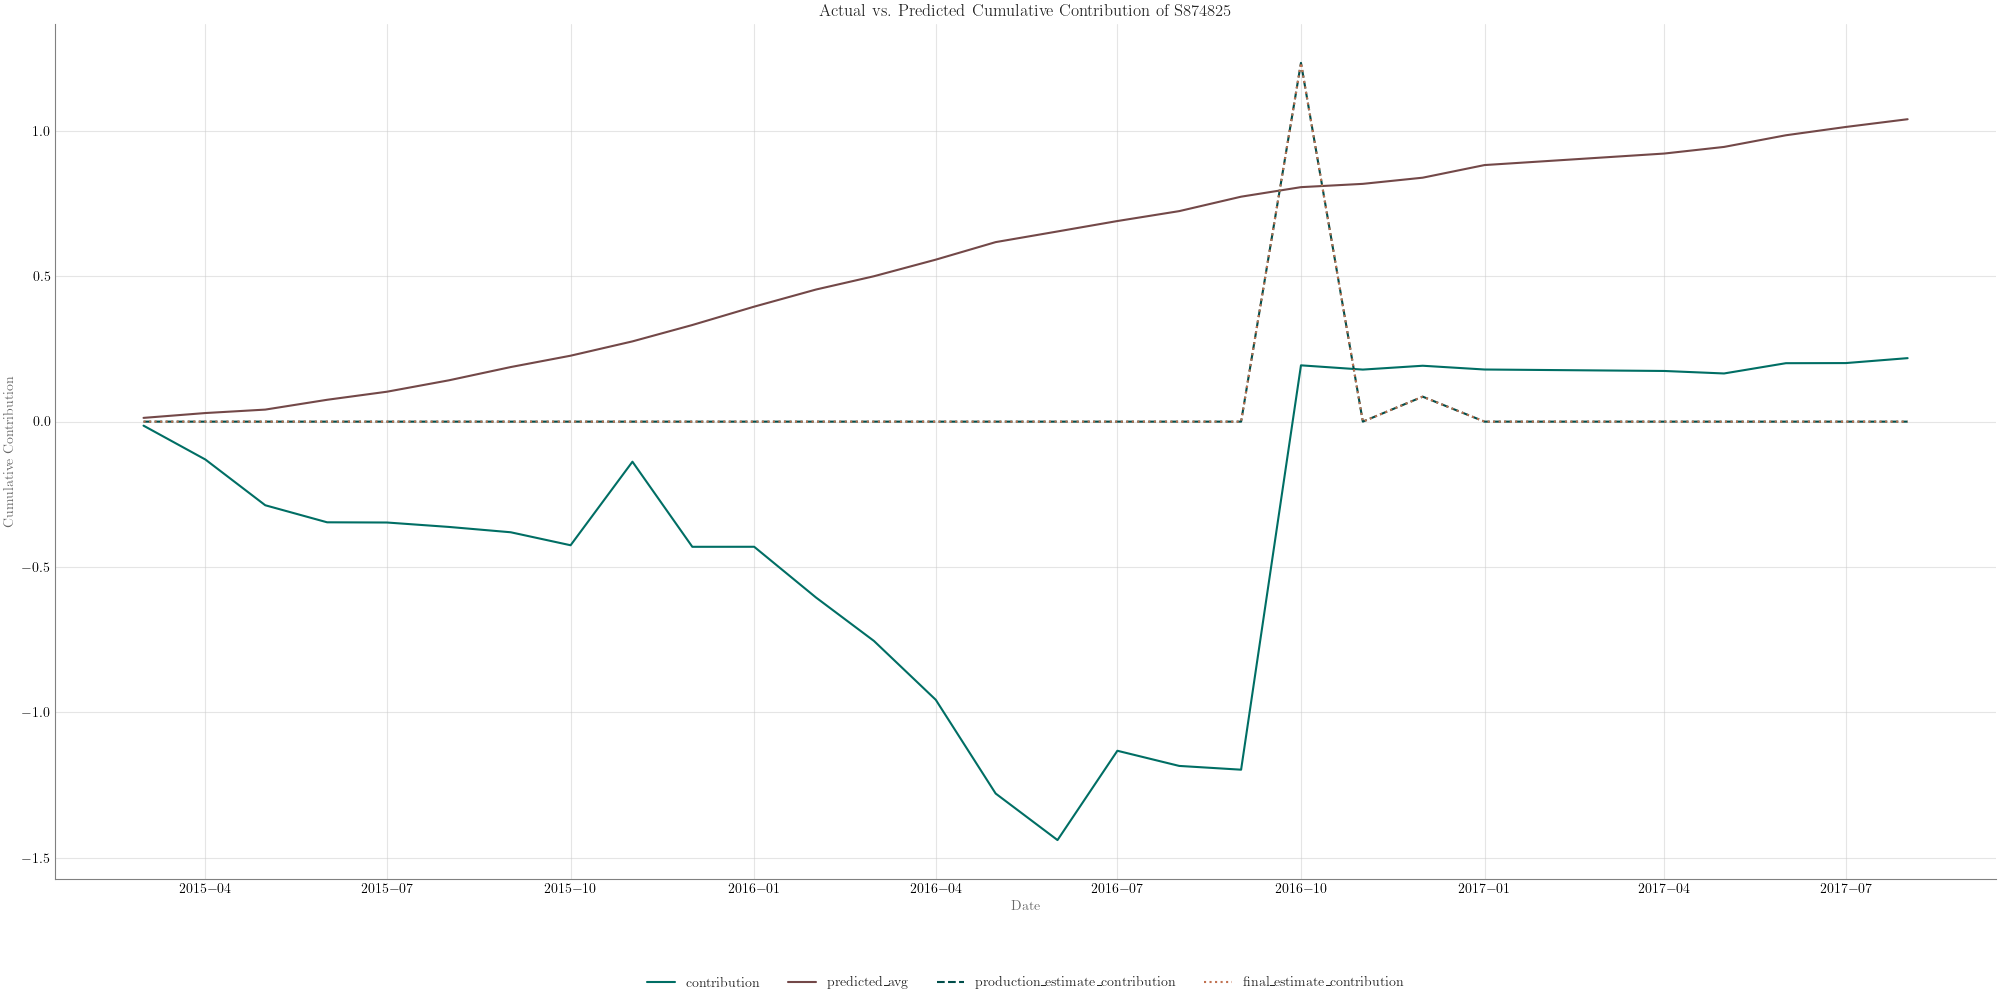 Actual vs. Predicted Cumulative Contribution of S874825
Cumulative Contribution
1.0
0.5
0.0
−0.5
−1.0
−1.5
2015−04 2015−07 2015−10 2016−01 2016−04 2016−07 2016−10 2017−01 2017−04 2017−07
Date
contribution predicted_avg production_estimate_contribution final_estimate_contribution